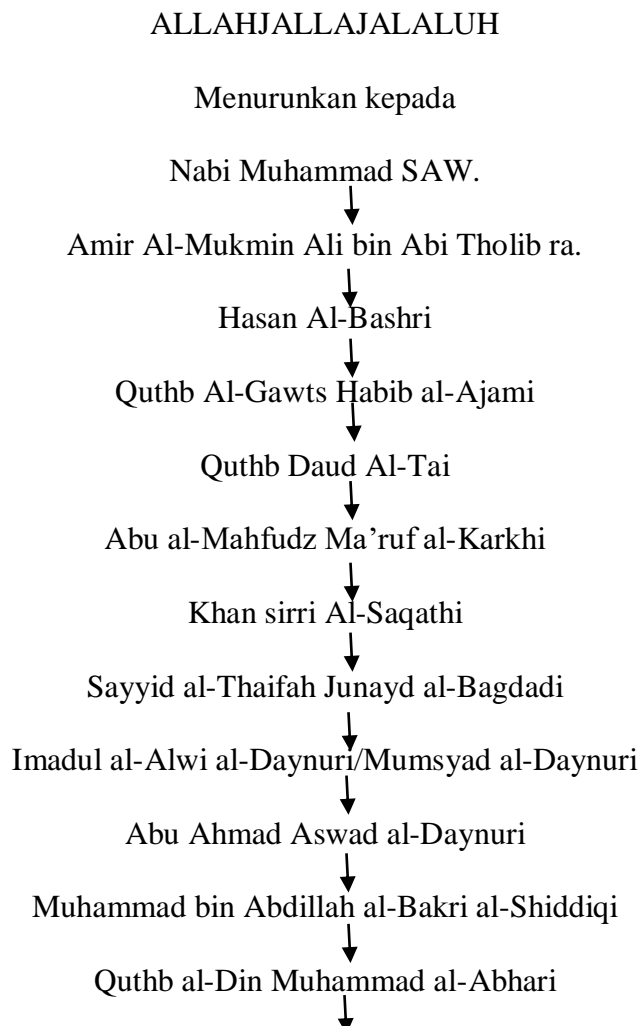 ALLAHJALLAJALALUH
Menurunkan kepada
Nabi Muhammad SAW.
Amir Al-Mukmin Ali bin Abi Tholib ra.
Hasan Al-Bashri
Quthb Al-Gawts Habib al-Ajami
Quthb Daud Al-Tai
Abu al-Mahfudz Ma’ruf al-Karkhi
Khan sirri Al-Saqathi
Sayyid al-Thaifah Junayd al-Bagdadi
Imadul al-Alwi al-Daynuri/Mumsyad al-Daynuri
Abu Ahmad Aswad al-Daynuri
Muhammad bin Abdillah al-Bakri al-Shiddiqi
Quthb al-Din Muhammad al-Abhari